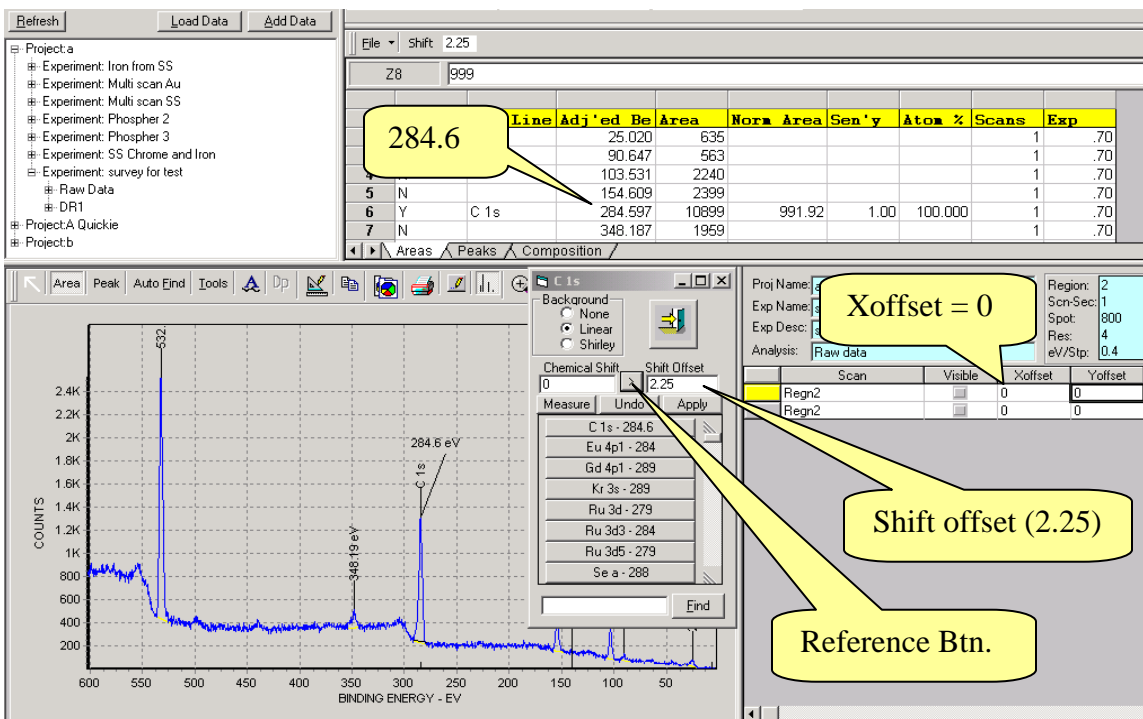 Refresh Load Data Add Data
Project:a
Experiment: Iron from SS
Experiment: Multi scan Au
Experiment: Multi scan SS
Experiment: Phospher 2
Experiment: Phospher 3
Experiment: SS Chrome and Iron
Experiment: survey for test
Raw Data
DR1
Project:A Quickie
Project:b
File Shift 2.25
Z8 999
Line Adj'ed Be Area Norm Area Sen'y Atom % Scans Exp
25.020 635 1 .70
90.647 563 1 .70
103.531 2240 1 .70
5 N 154.609 2399 1 .70
6 Y C 1s 284.597 10899 991.92 1.00 100.000 1 .70
7 N 348.187 1959 1 .70
Areas Peaks Composition
284.6
Area Peak Auto Find Tools Dp
532.
C 1s
284.6 eV
348.19 eV
2.4K
2.2K
2K
1.8K
1.6K
1.4K
1.2K
1K
800
600
400
200
COUNTS
600 550 500 450 400 350 300 250 200 150 100 50
BINDING ENERGY - EV
C 1s
Background
None
Linear
Shirley
Chemical Shift Shift Offset
0 > 2.25
Measure Undo Apply
C 1s - 284.6
Eu 4p1 - 284
Gd 4p1 - 289
Kr 3s - 289
Ru 3d - 279
Ru 3d3 - 284
Ru 3d5 - 279
Se a - 288
Find
Proj Name:
Exp Name:
Exp Desc:
Analysis: Raw data
Region: 2
Scn-Sec: 1
Spot: 800
Res: 4
eV/Stp: 0.4
Scan Visible Xoffset Yoffset
Regn2 0 0
Regn2 0 0
Xoffset = 0
Shift offset (2.25)
Reference Btn.